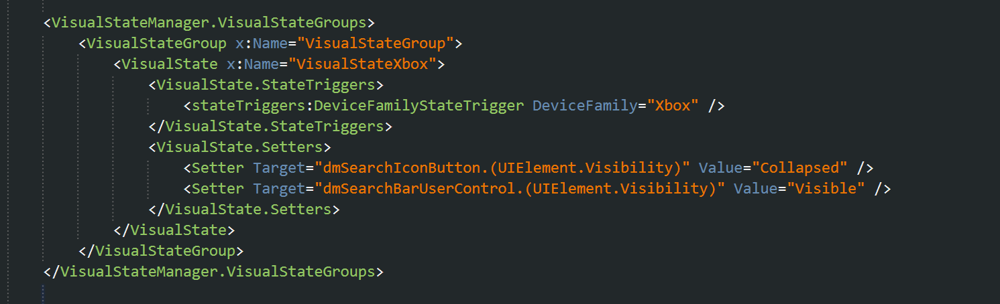 <VisualStateManager.VisualStateGroups>
<VisualStateGroup x:Name="VisualStateGroup">
<VisualState x:Name="VisualStateXbox">
<VisualState.StateTriggers>
<stateTriggers:DeviceFamilyStateTrigger DeviceFamily="Xbox" />
</VisualState.StateTriggers>
<VisualState.Setters>
<Setter Target="dmSearchIconButton.(UIElement.Visibility)" Value="Collapsed" />
<Setter Target="dmSearchBarUserControl.(UIElement.Visibility)" Value="Visible" />
</VisualState.Setters>
</VisualState>
</VisualStateGroup>
</VisualStateManager.VisualStateGroups>